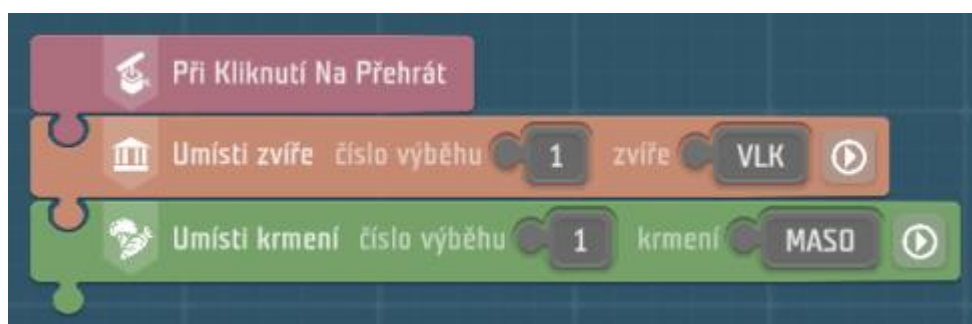 Při Kliknutí Na Přehrát
Umísti zvíře číslo výběhu 1 zvíře VLK
Umísti krmení číslo výběhu 1 krmení MASO